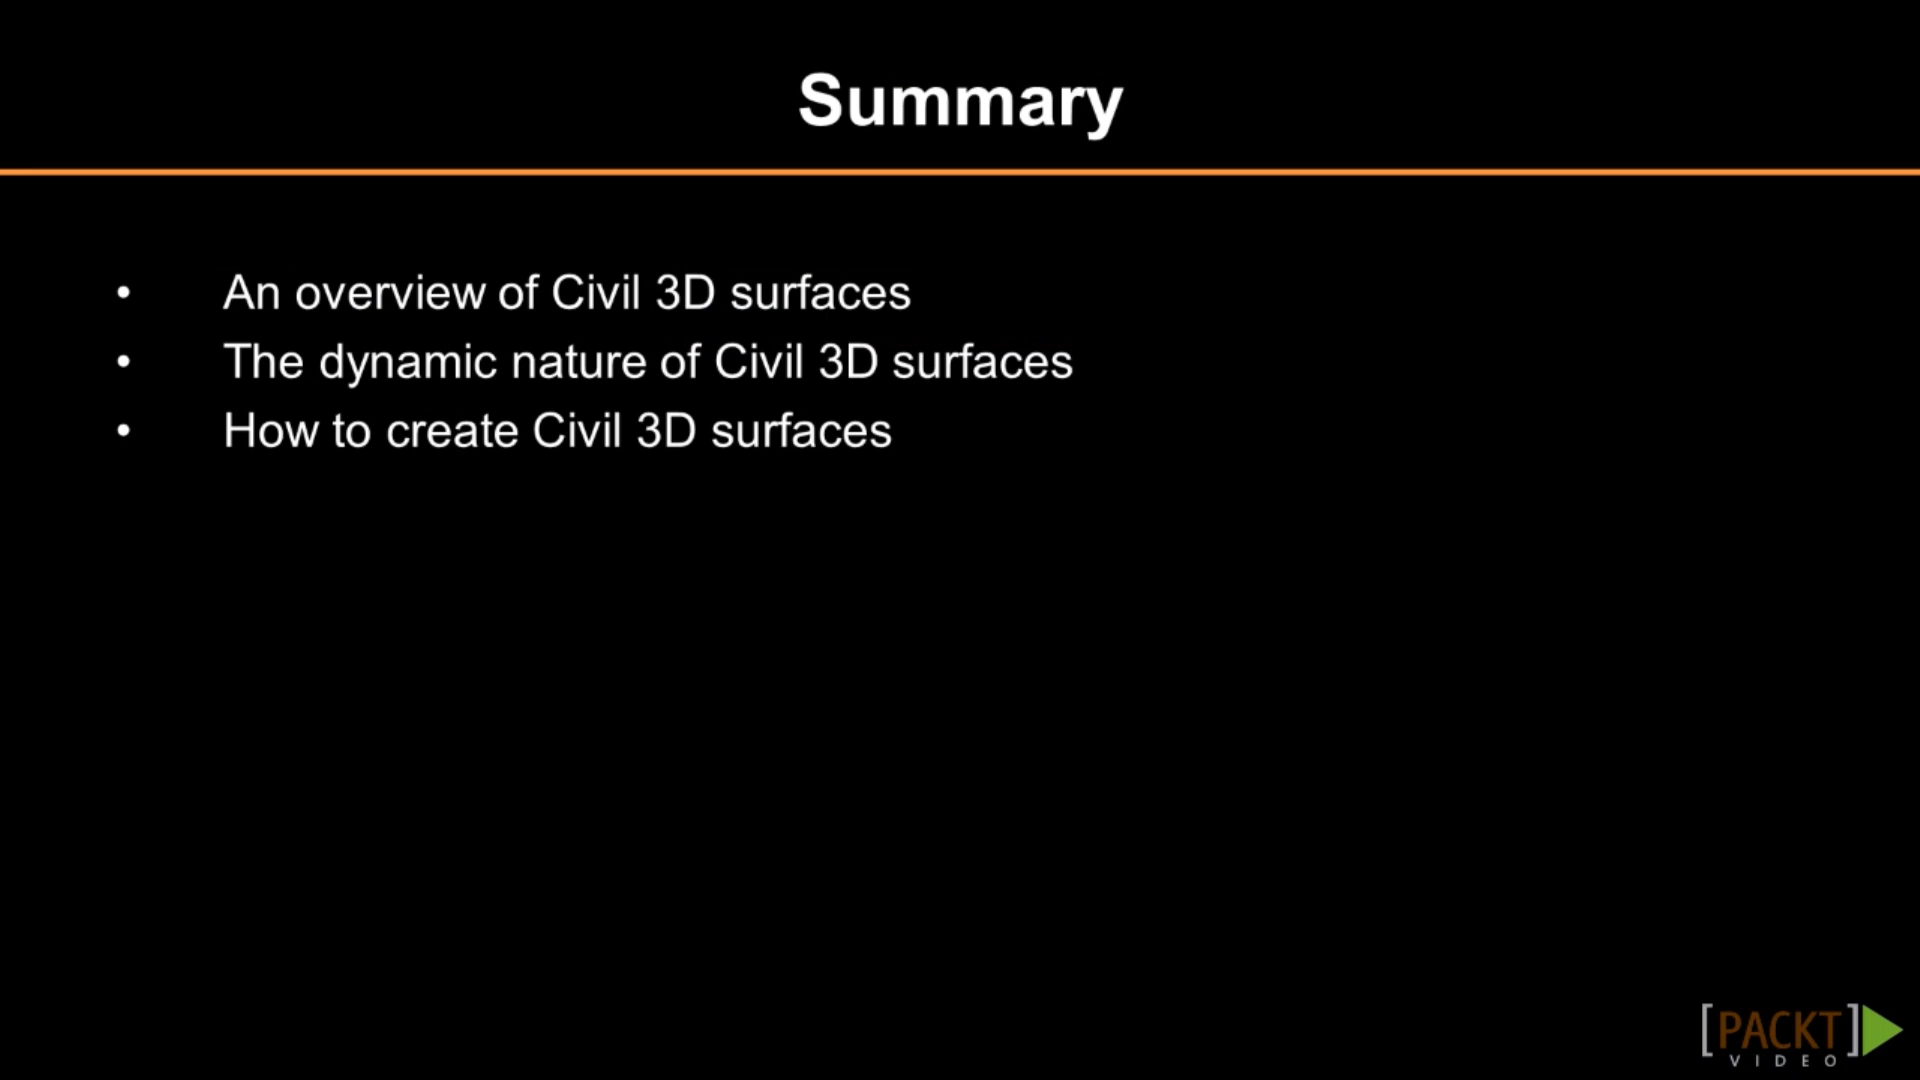 Summary
• An overview of Civil 3D surfaces
• The dynamic nature of Civil 3D surfaces
• How to create Civil 3D surfaces
[PACKT]
VIDEO